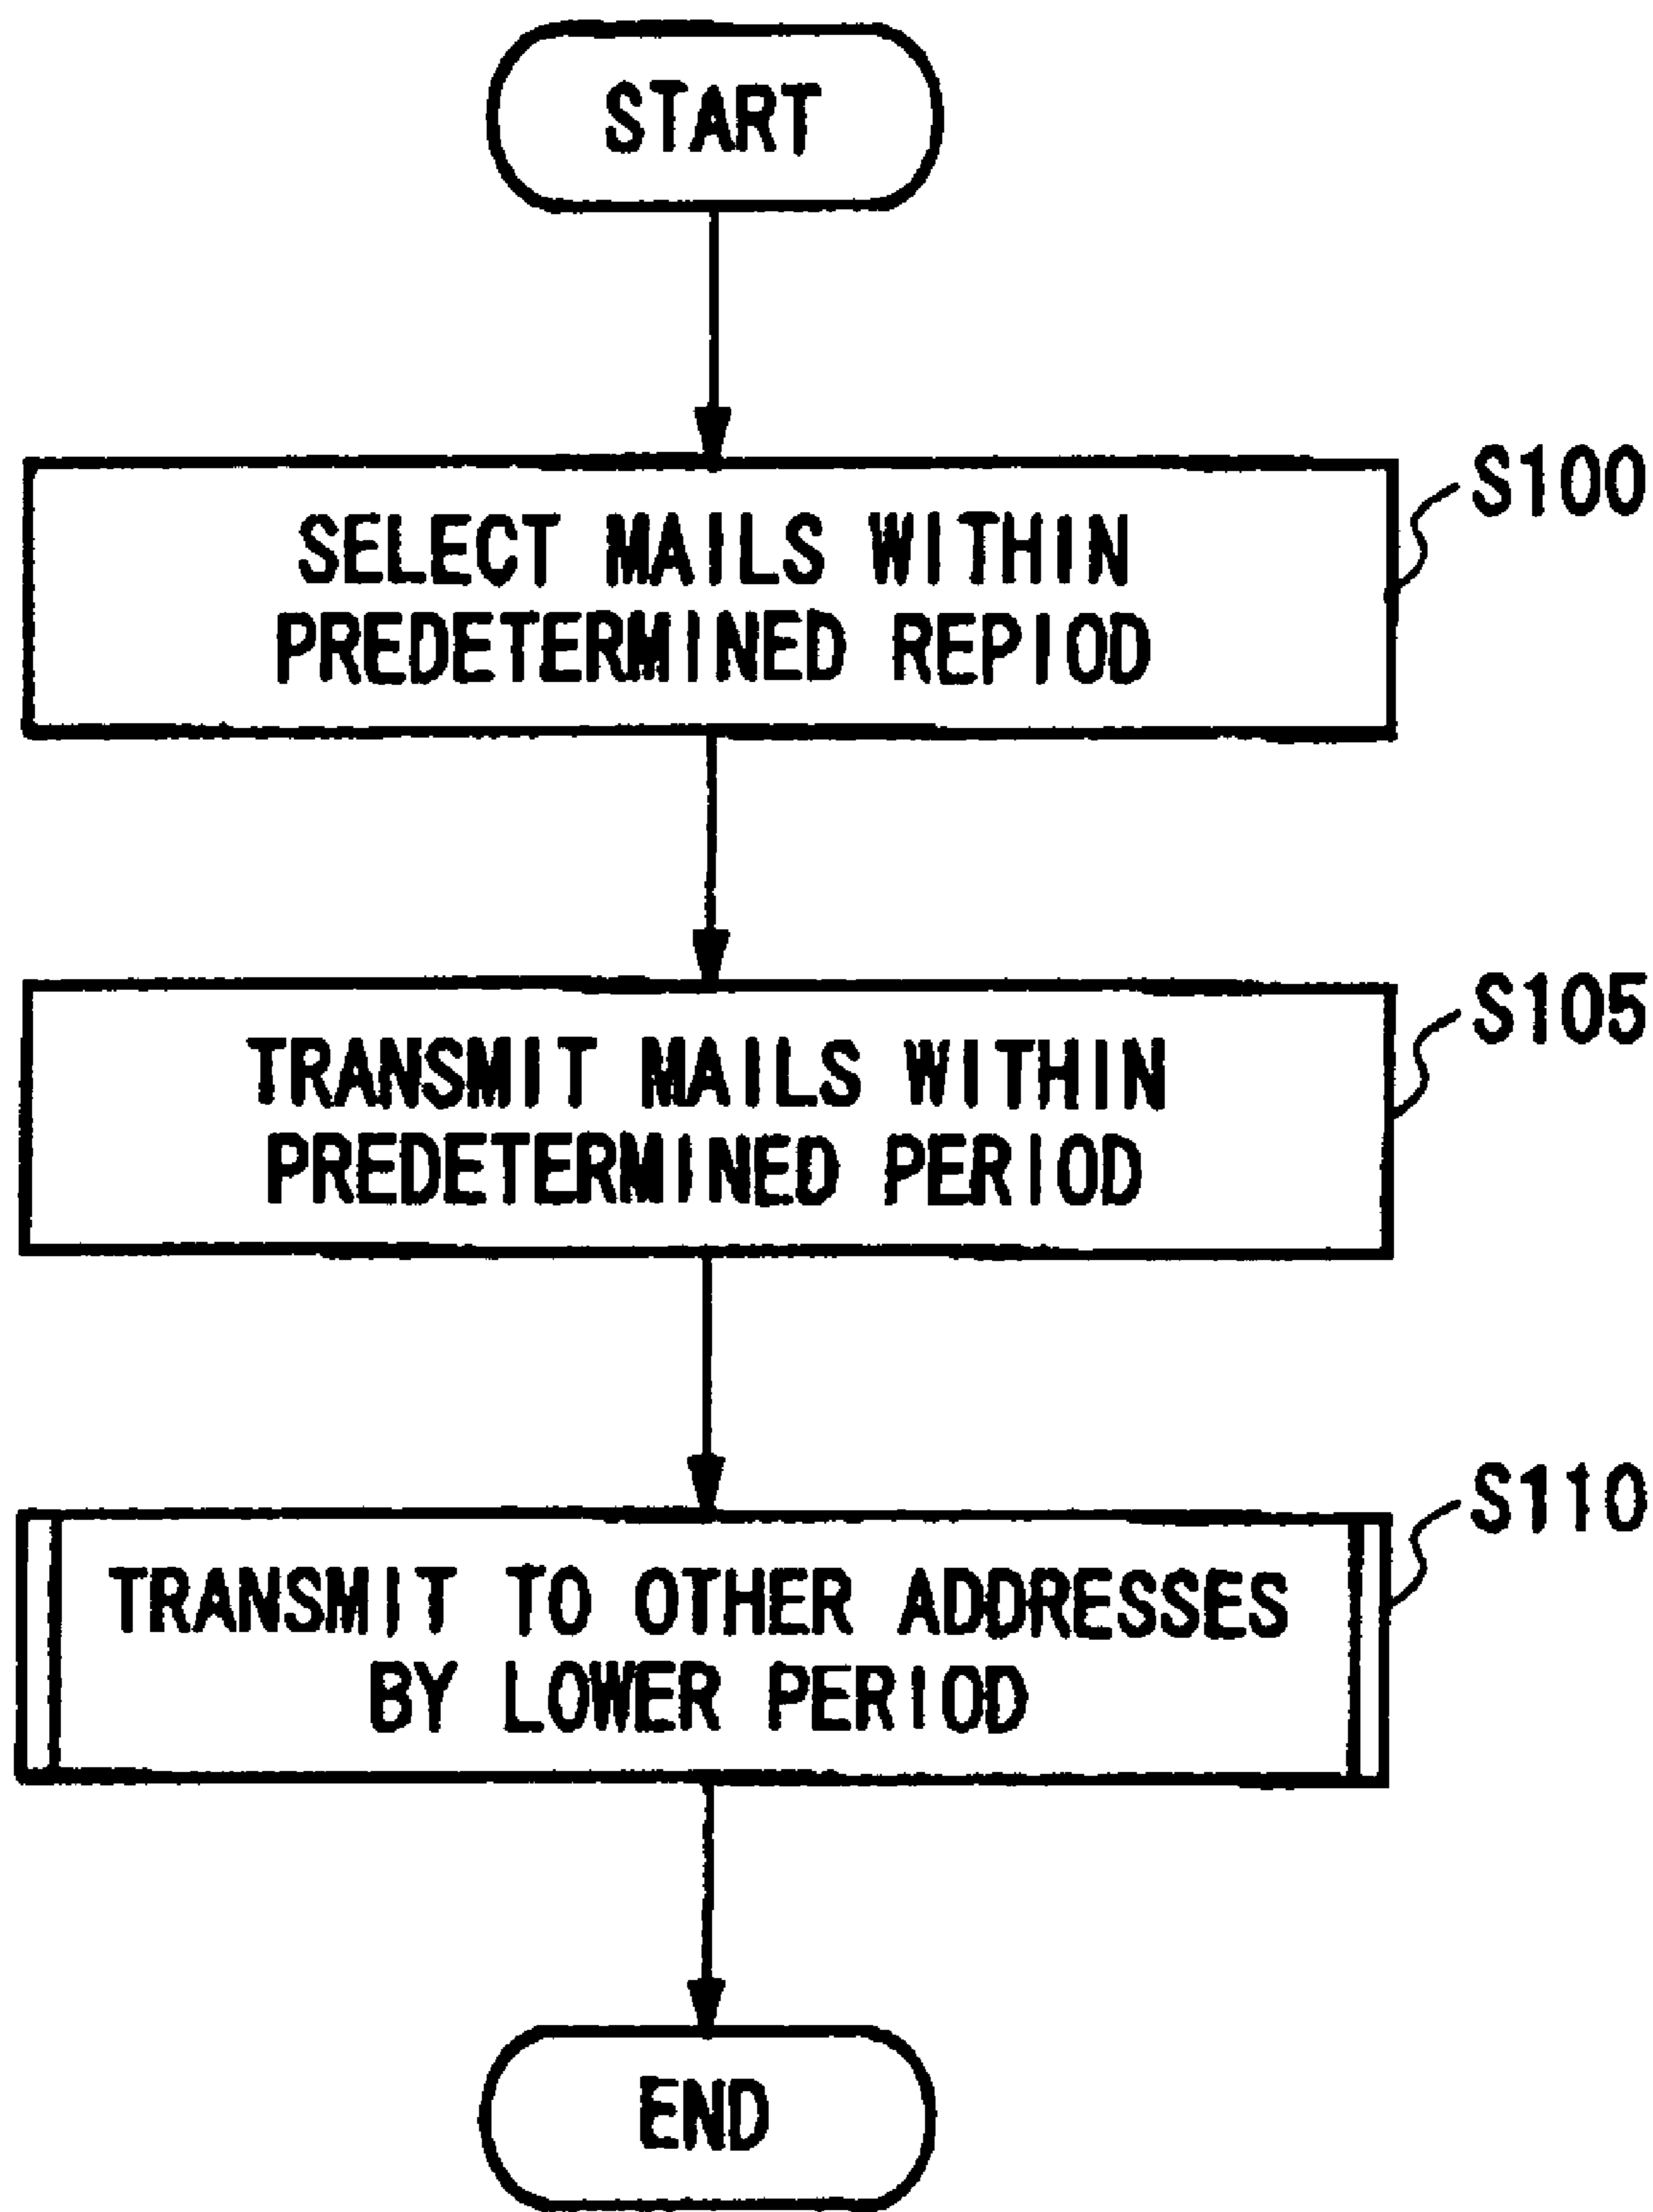 START
S100
SELECT MAILS WITHIN
PREDETERMINED REPIOD
S105
TRANSMIT MAILS WITHIN
PREDETERMINED PERIOD
S110
TRANSMIT TO OTHER ADDRESSES
BY LOWER PERIOD
END